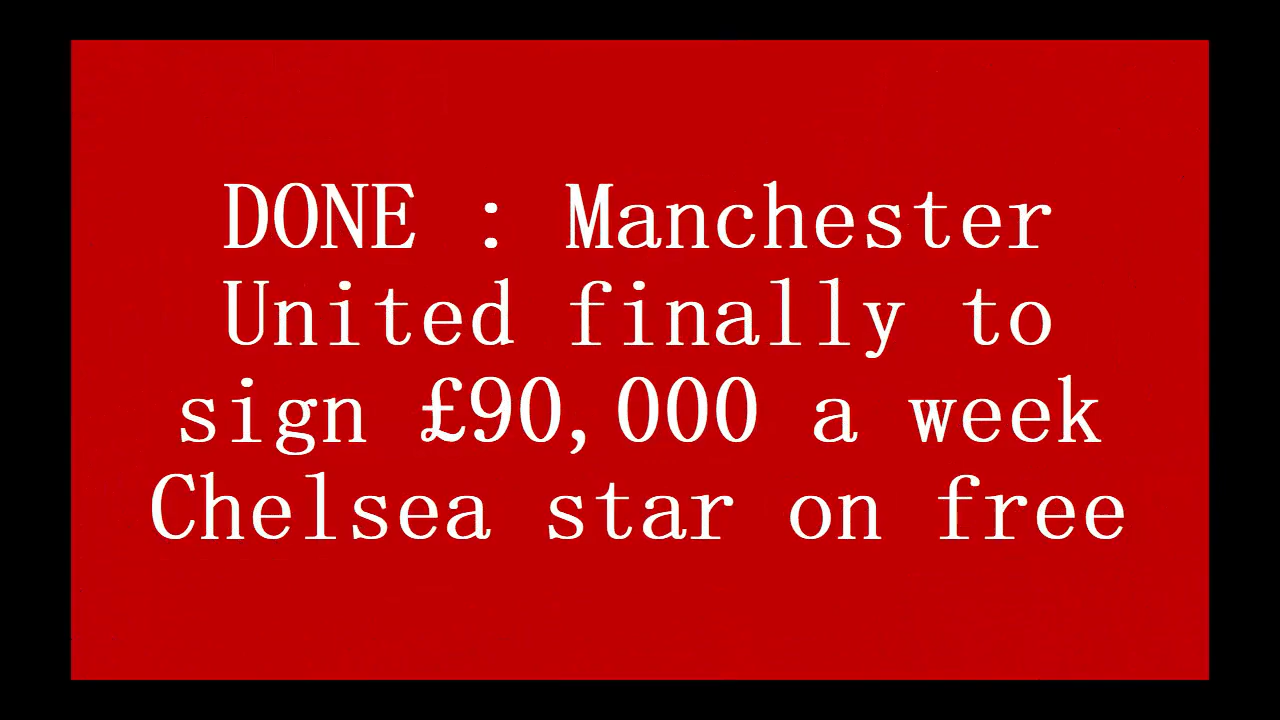 DONE : Manchester
United finally to
sign £90,000 a week
Chelsea star on free